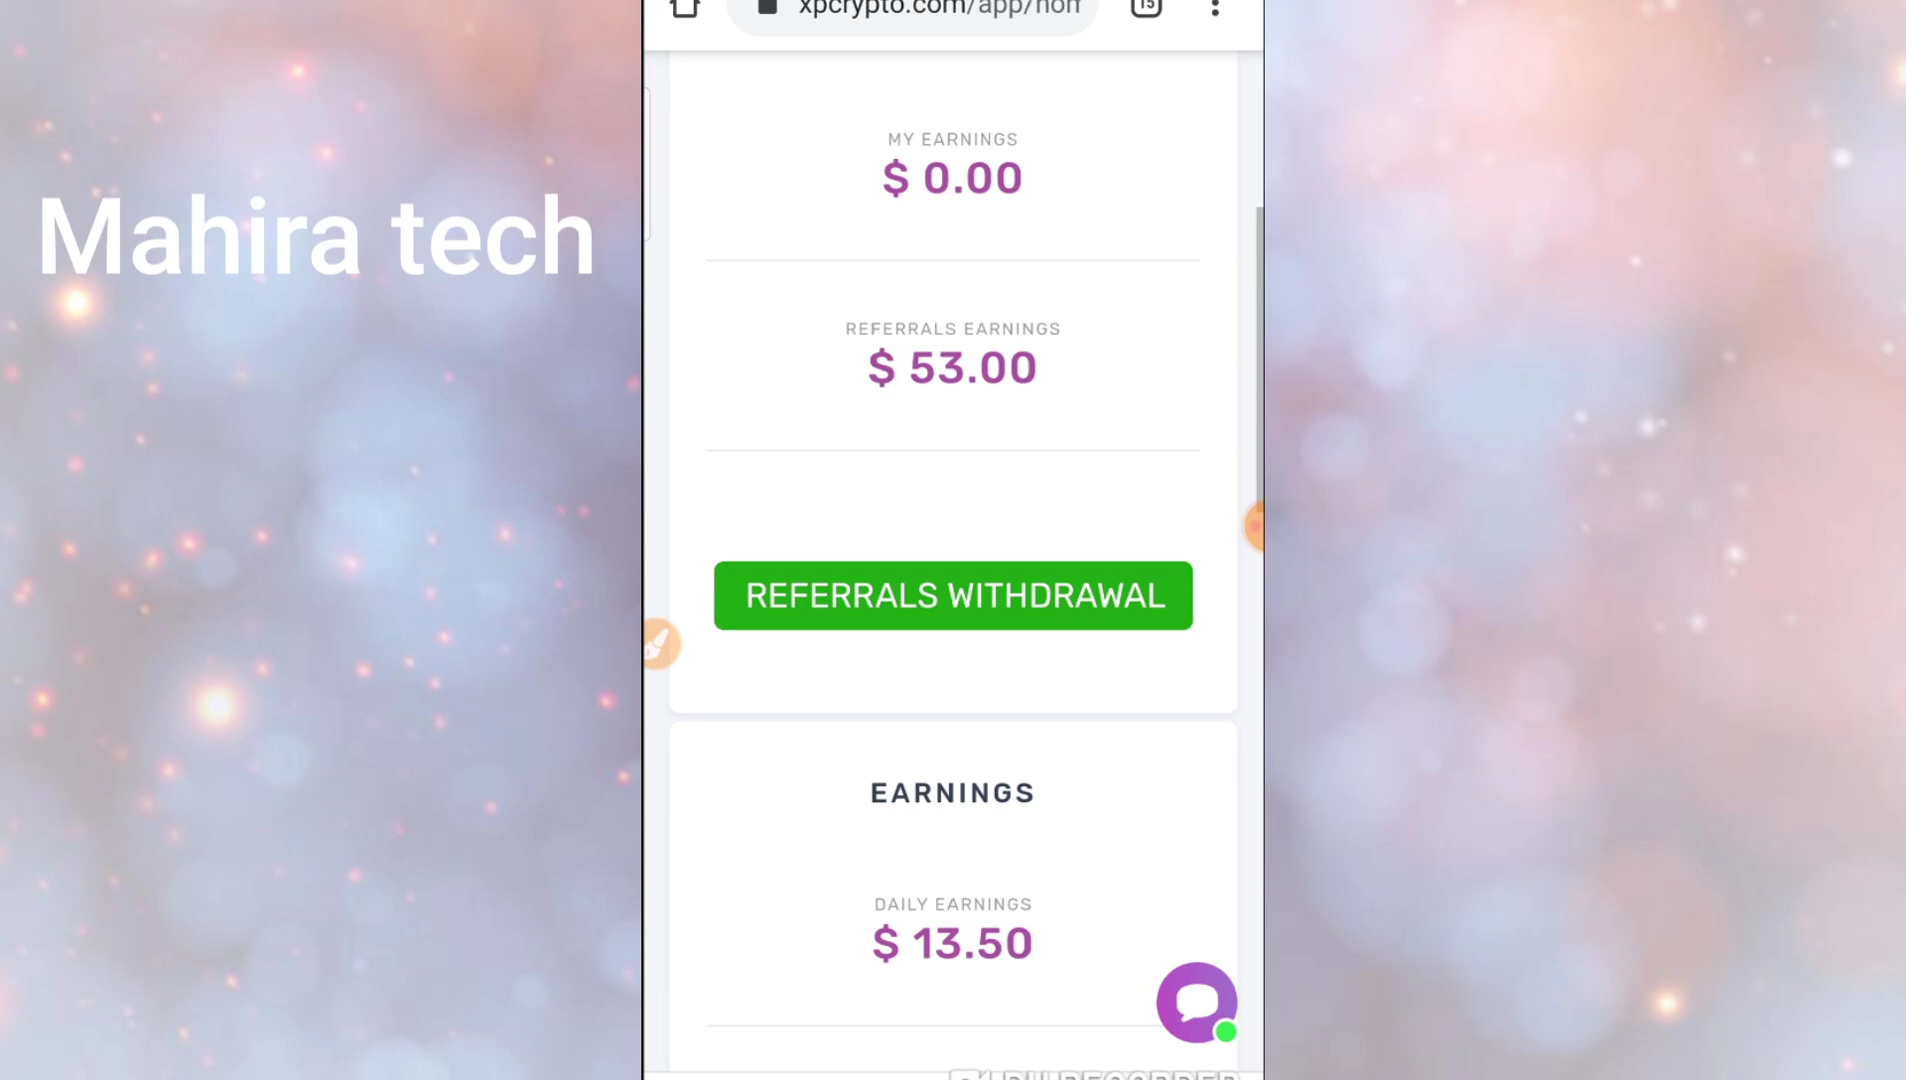 xpcrypto.com/app/hom
15
Mahira tech
MY EARNINGS
$ 0.00
REFERRALS EARNINGS
$ 53.00
REFERRALS WITHDRAWAL
EARNINGS
DAILY EARNINGS
$ 13.50